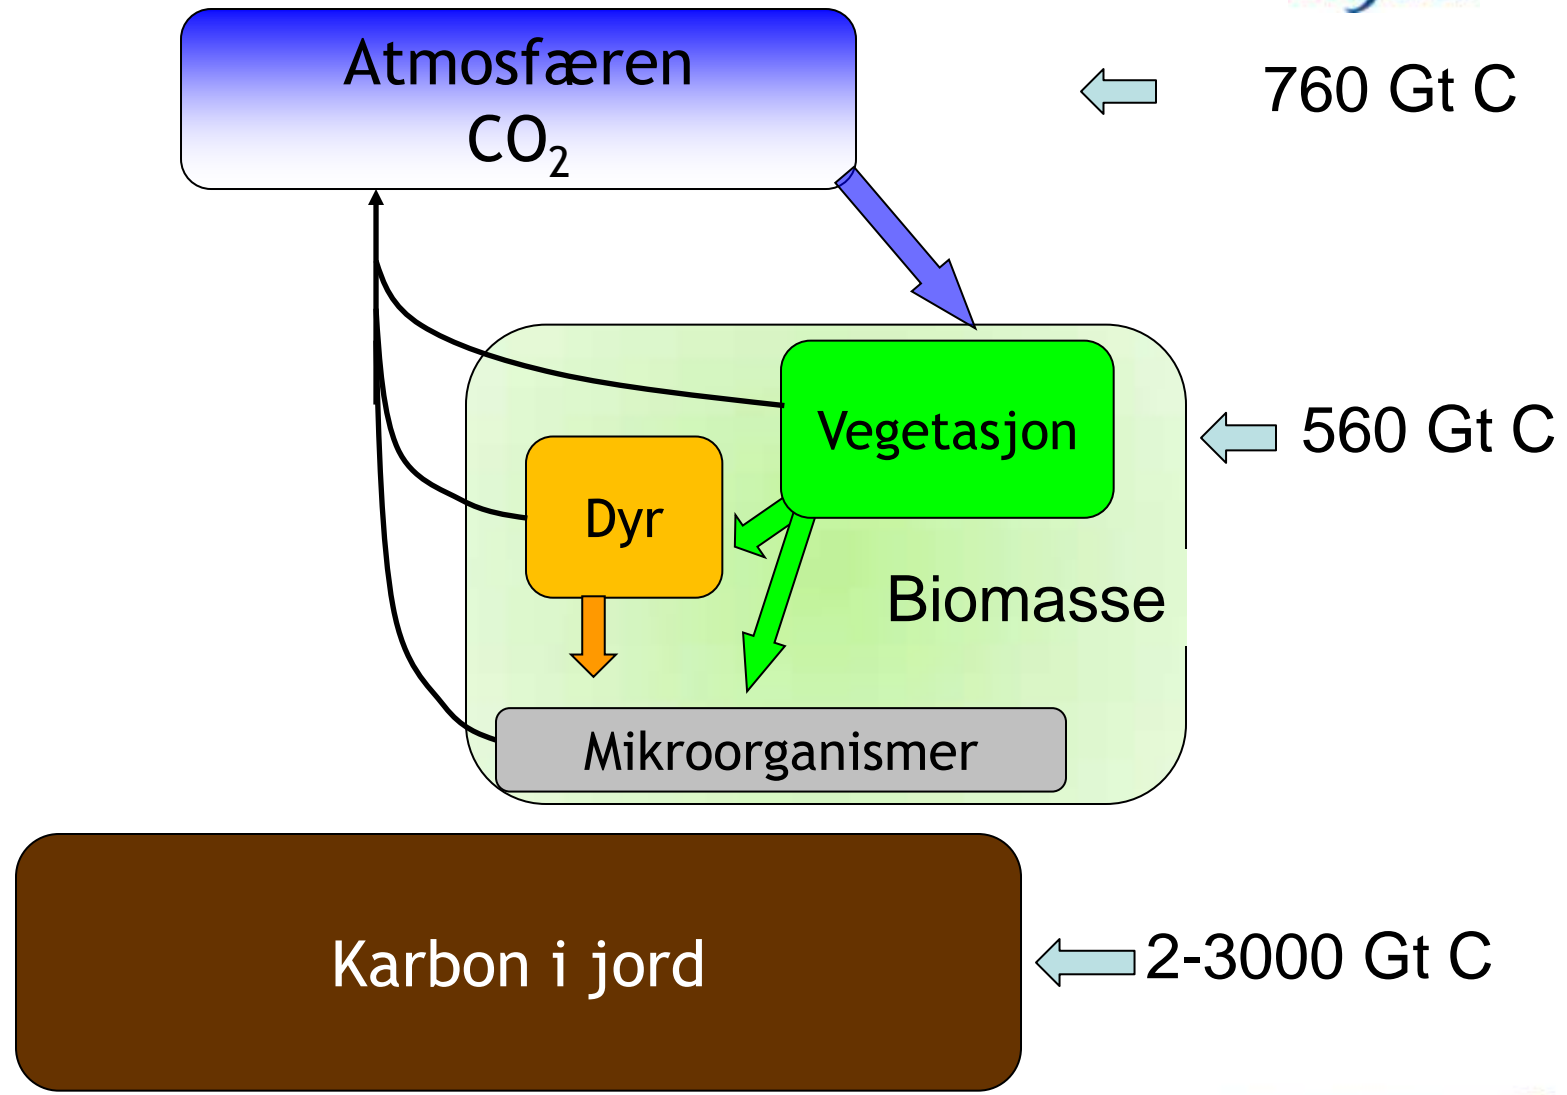 Atmosfæren
CO₂
760 Gt C
Vegetasjon
560 Gt C
Dyr
Biomasse
Mikroorganismer
Karbon i jord
2-3000 Gt C